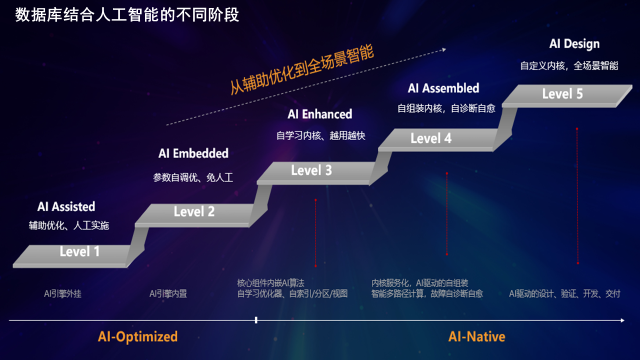 数据库结合人工智能的不同阶段
从辅助优化到全场景智能
AI Design
自定义内核，全场景智能
Level 5
AI Assembled
自组装内核，自诊断自愈
Level 4
AI Enhanced
自学习内核、越用越快
Level 3
AI Embedded
参数自调优、免人工
Level 2
AI Assisted
辅助优化、人工实施
Level 1
AI引擎外挂
AI引擎内置
核心组件内嵌AI算法
自学习优化器、自索引/分区/视图
内核服务化，AI驱动的自组装
智能多路径计算，故障自诊断自愈
AI驱动的设计、验证、开发、交付
AI-Optimized
AI-Native